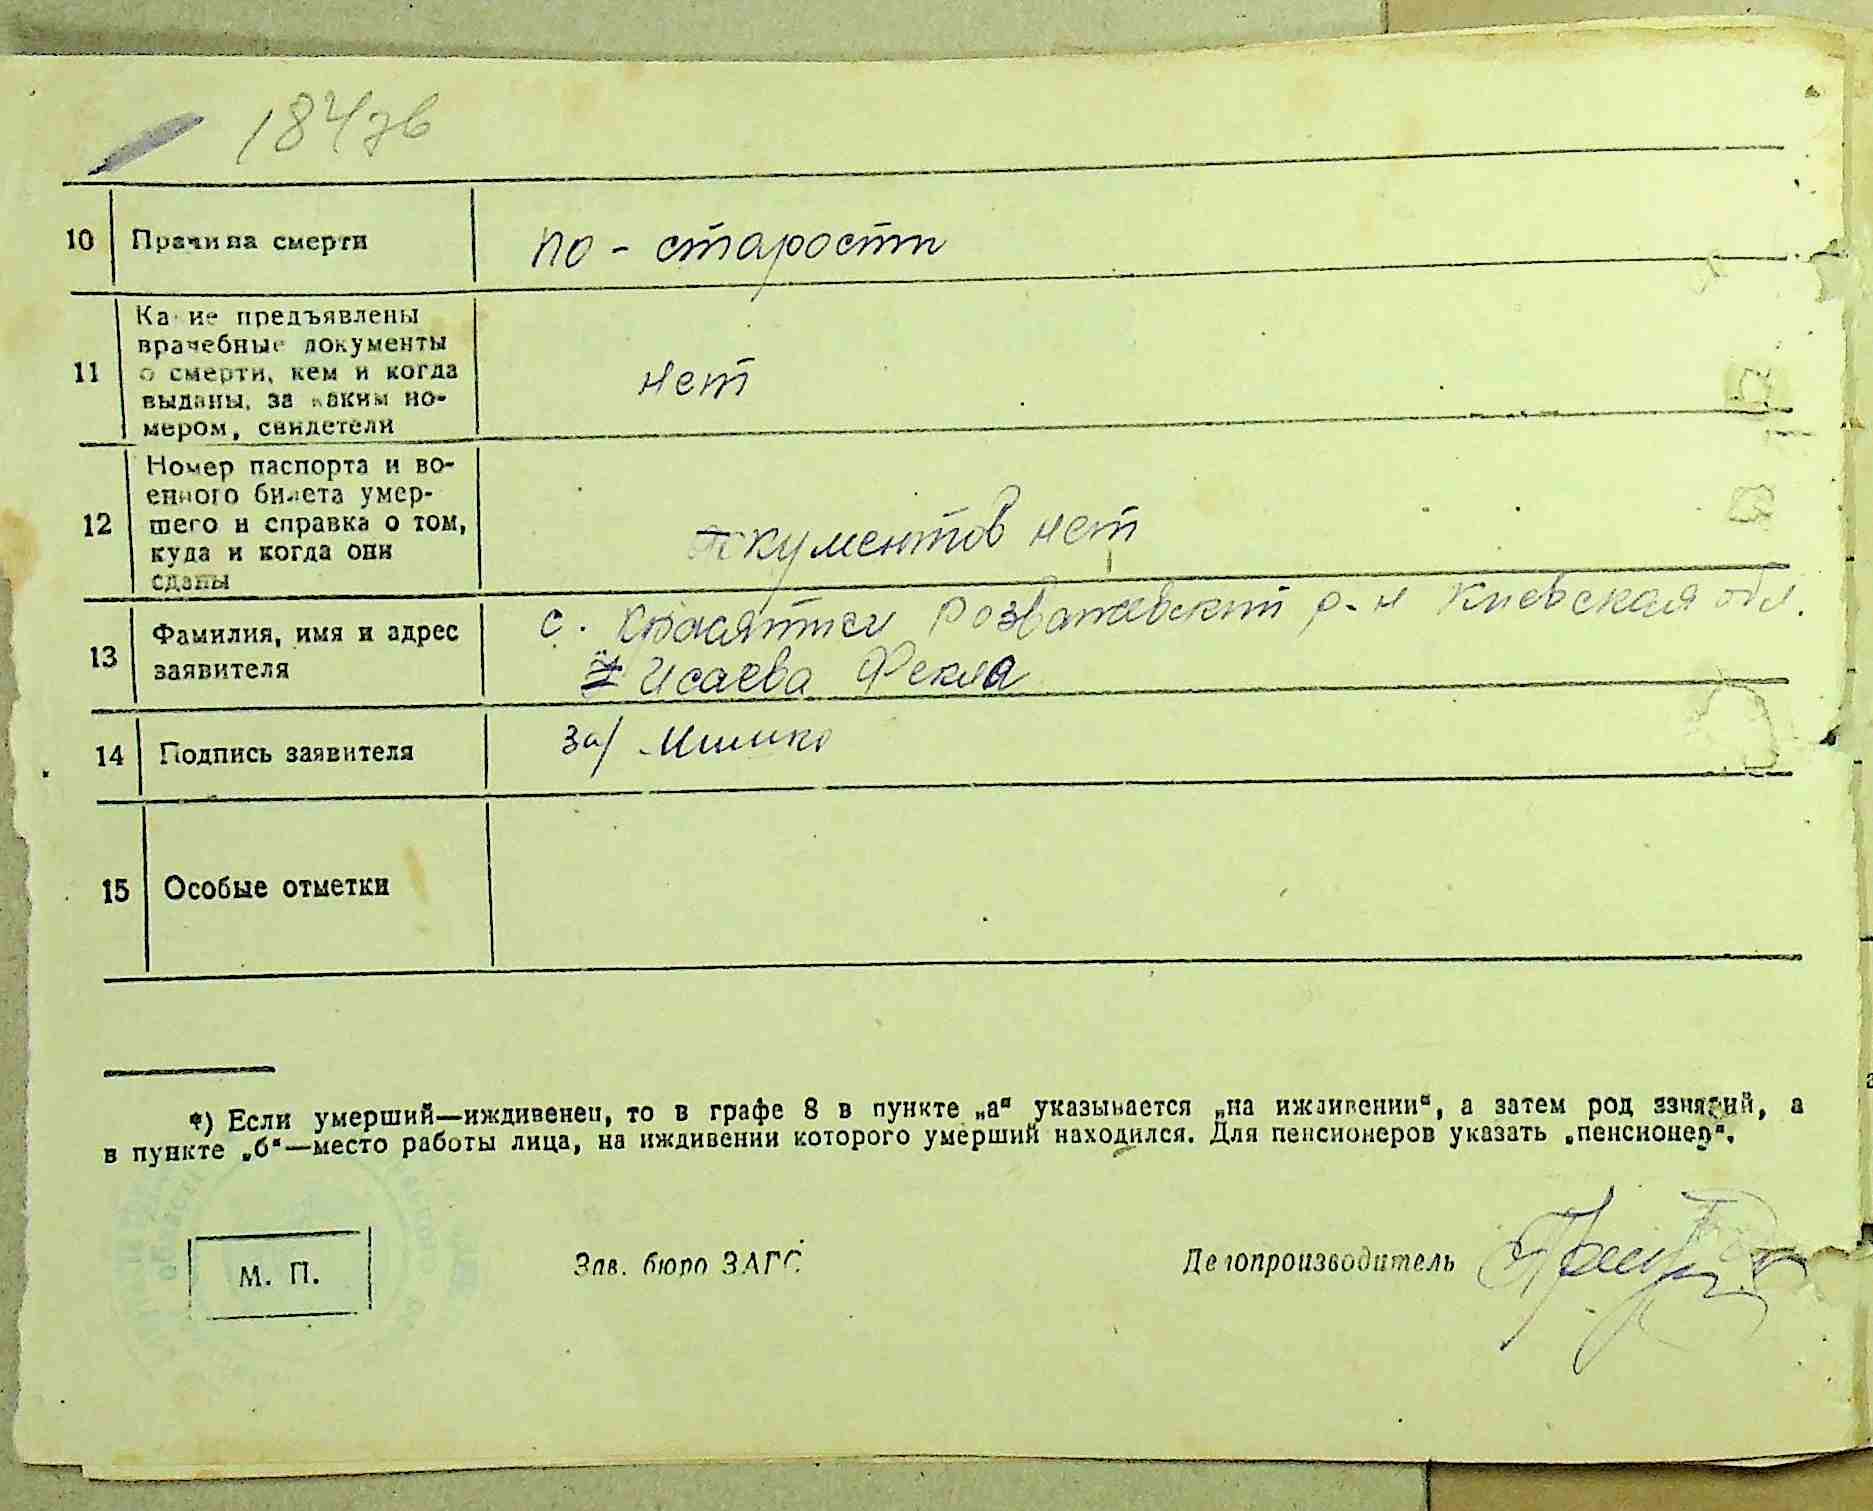 184зв
10 Причина смерти по - старости
11 Какие предъявлены
врачебные документы
о смерти, кем и когда
выданы, за каким но-
мером, свидетели
нет
12 Номер паспорта и во-
енного билета умер-
шего и справка о том,
куда и когда они
сданы
документов нет
13 Фамилия, имя и адрес
заявителя
с. Красятичи Розважевский р-н Киевская обл.
Исаева Фекла
14 Подпись заявителя за/
15 Особые отметки
*) Если умерший—иждивенец, то в графе 8 в пункте „а“ указывается „на иждивении“, а затем род занятий, а
в пункте „б“—место работы лица, на иждивении которого умерший находился. Для пенсионеров указать „пенсионер“.
М. П.
Зав. бюро ЗАГС
Делопроизводитель